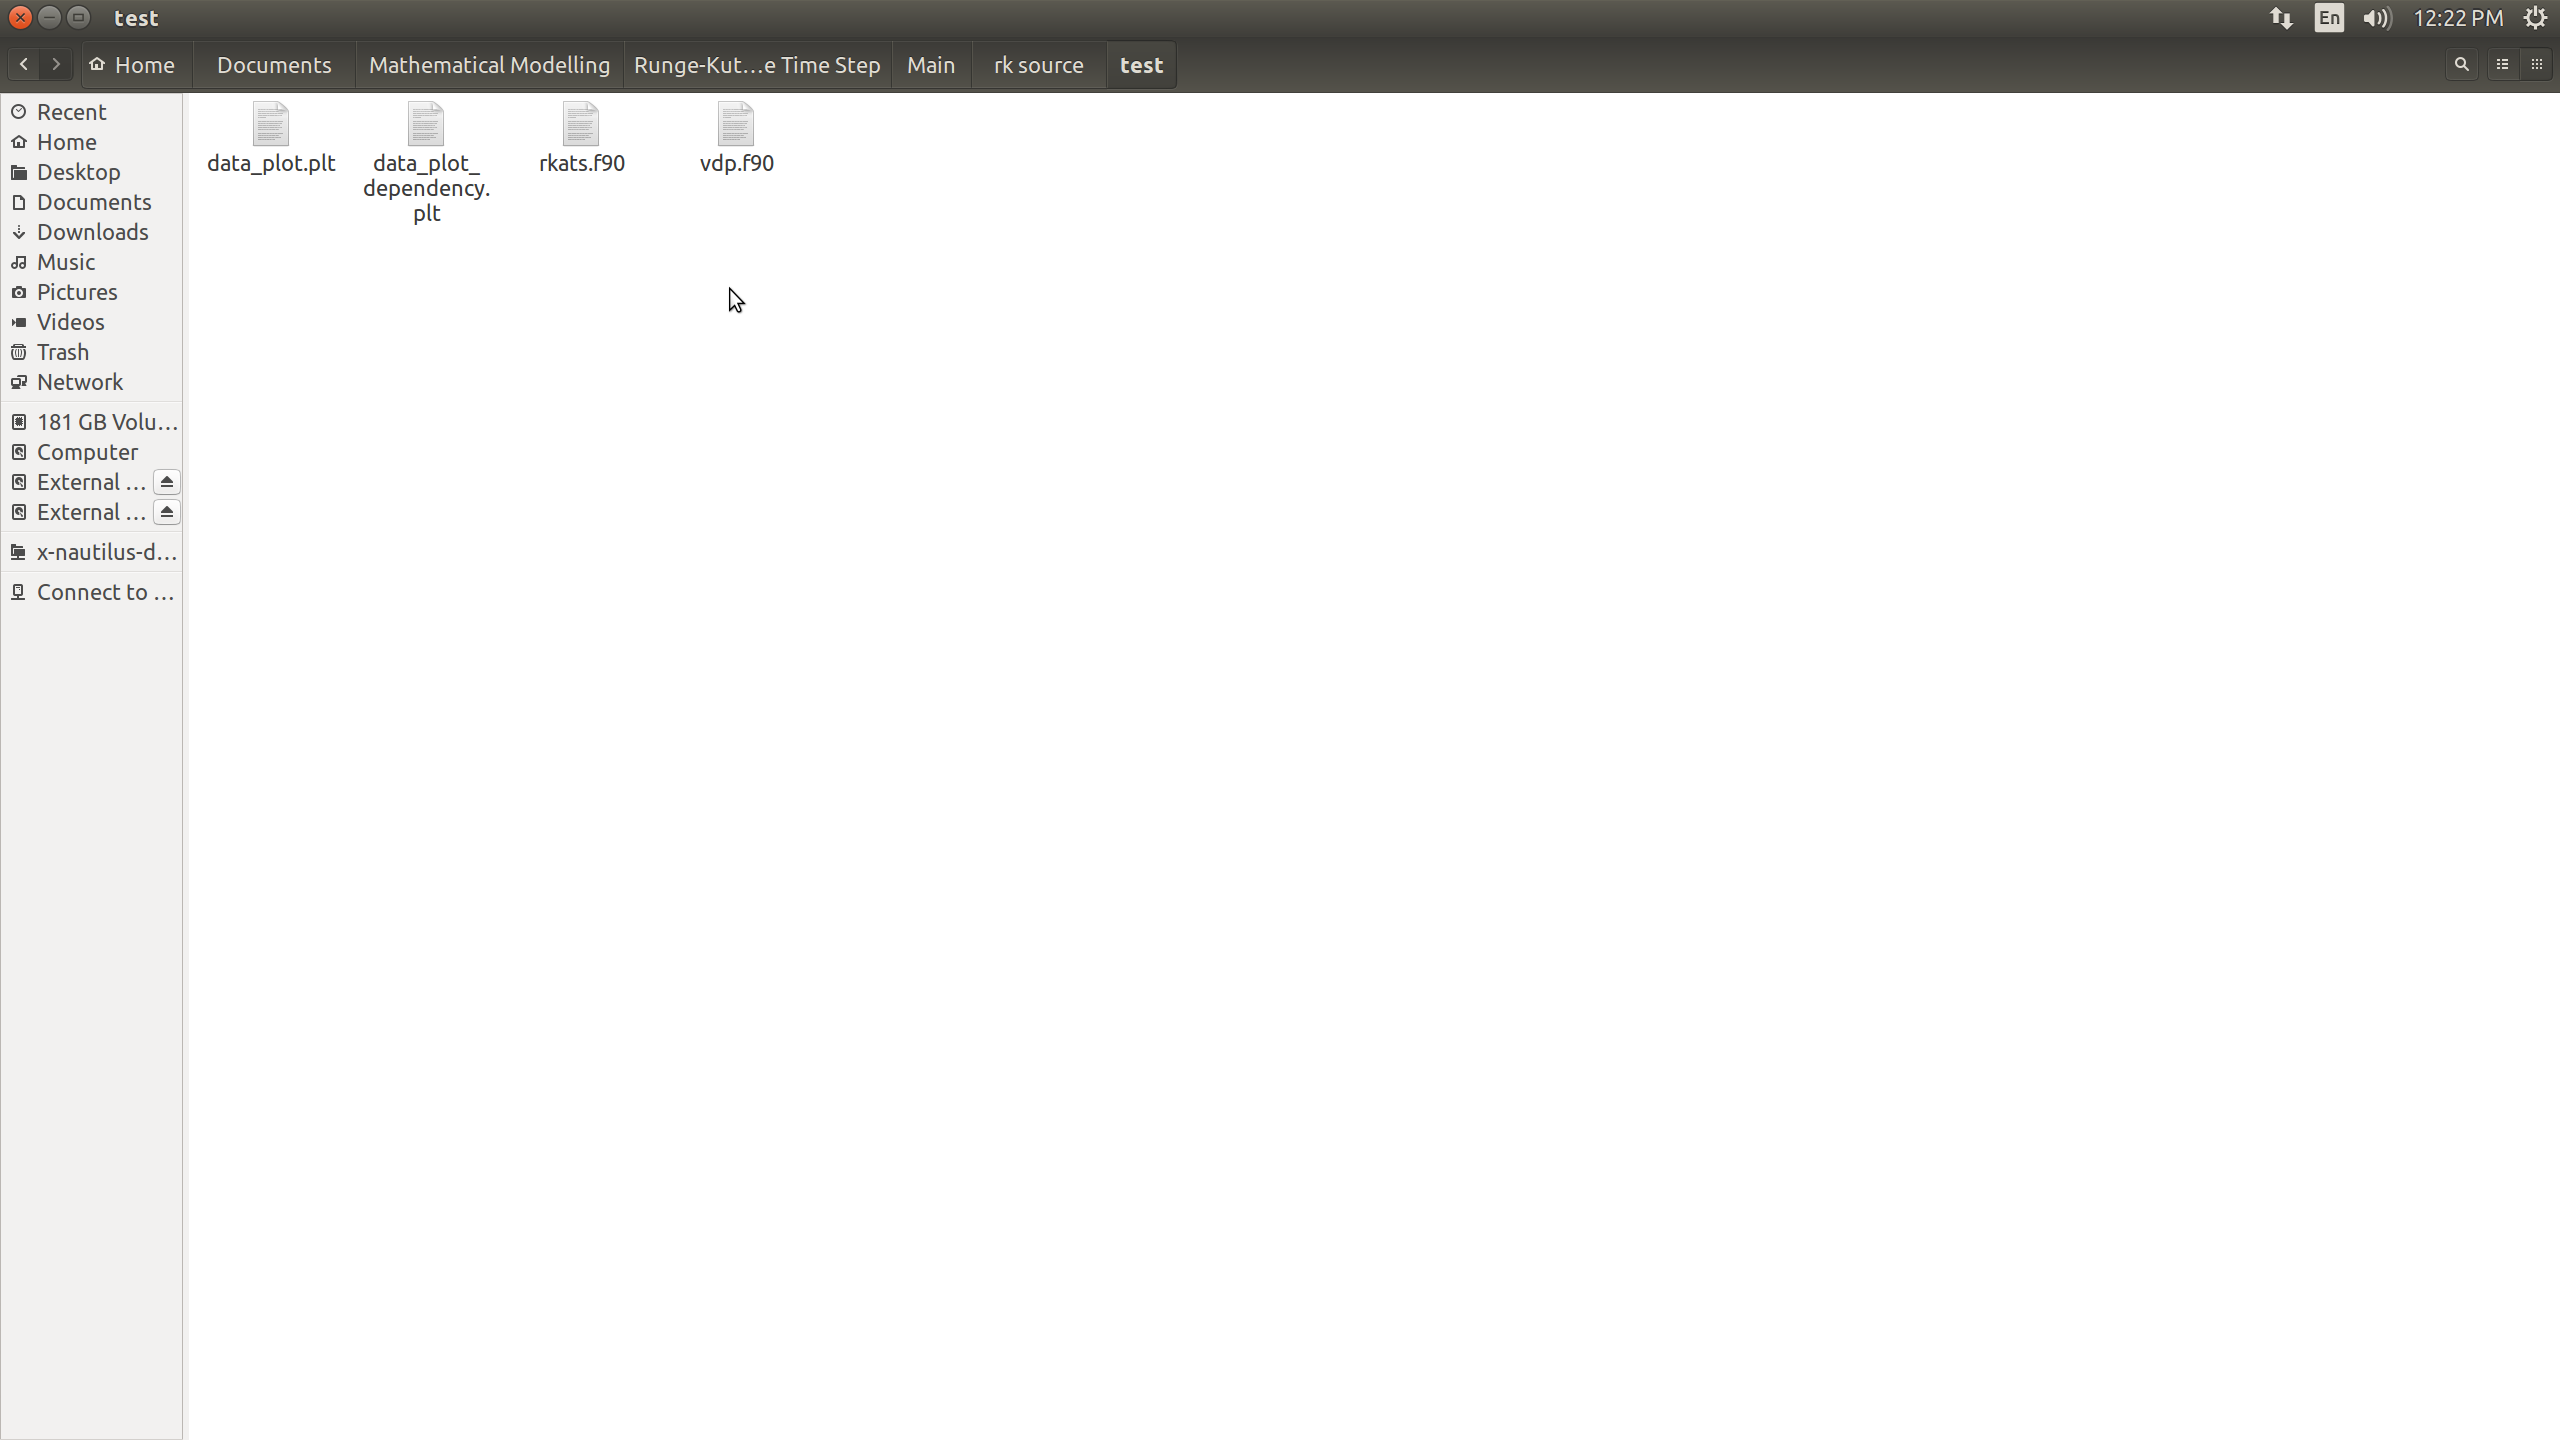 test
En
12:22 PM
Home
Documents
Mathematical Modelling
Runge-Kut...e Time Step
Main
rk source
test
Recent
Home
Desktop
Documents
Downloads
Music
Pictures
Videos
Trash
Network
181 GB Volu...
Computer
External ...
External ...
x-nautilus-d...
Connect to ...
data_plot.plt
data_plot_
dependency.
plt
rkats.f90
vdp.f90